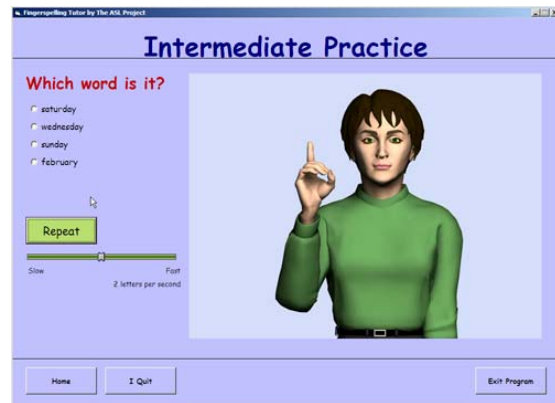 Fingerspelling Tutor by The ASL Project
Intermediate Practice
Which word is it?
saturday
wednesday
sunday
february
Repeat
Slow Fast
2 letters per second
Home I Quit Exit Program